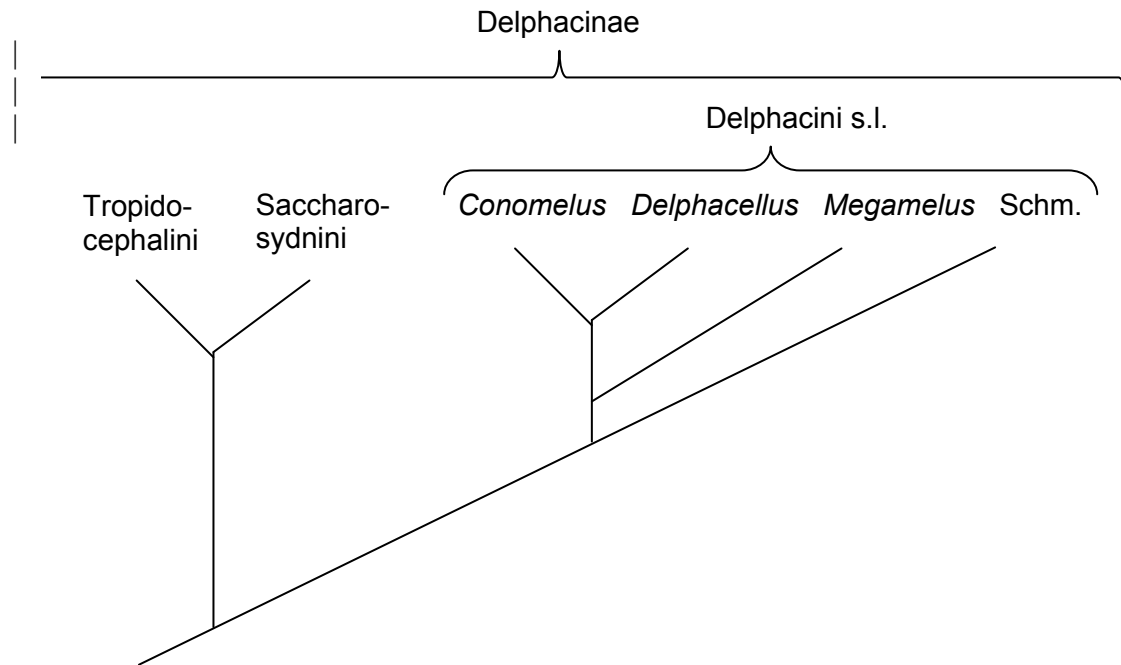 Delphacinae
Delphacini s.l.
Tropido-
cephalini
Saccharo-
sydnini
Conomelus Delphacellus Megamelus Schm.